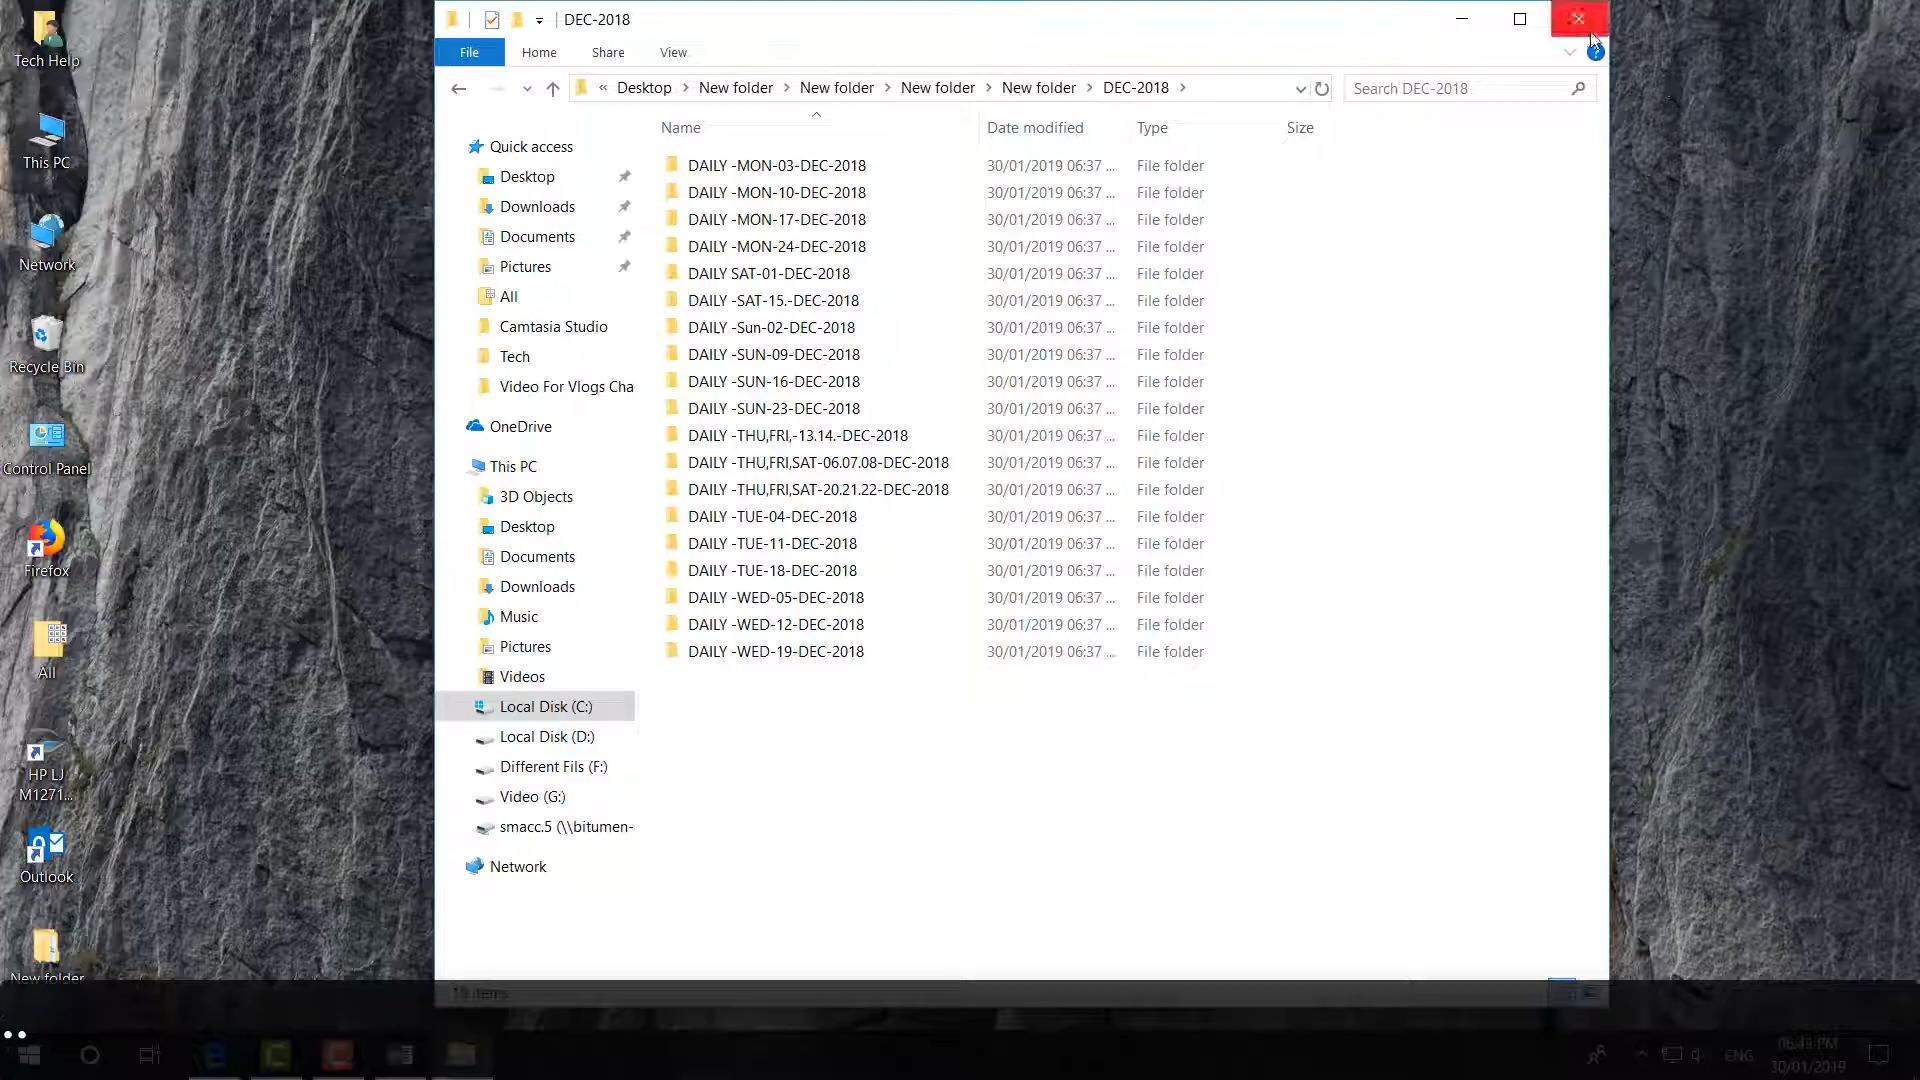 Tech Help
This PC
Network
Recycle Bin
Control Panel
Firefox
All
HP LJ
M1271...
Outlook
New folder
DEC-2018
File Home Share View
« Desktop > New folder > New folder > New folder > New folder > DEC-2018 >
Search DEC-2018
Name Date modified Type Size
Quick access
Desktop
Downloads
Documents
Pictures
All
Camtasia Studio
Tech
Video For Vlogs Cha
OneDrive
This PC
3D Objects
Desktop
Documents
Downloads
Music
Pictures
Videos
Local Disk (C:)
Local Disk (D:)
Different Fils (F:)
Video (G:)
smacc.5 (\\bitumen-
Network
DAILY -MON-03-DEC-2018 30/01/2019 06:37 ... File folder
DAILY -MON-10-DEC-2018 30/01/2019 06:37 ... File folder
DAILY -MON-17-DEC-2018 30/01/2019 06:37 ... File folder
DAILY -MON-24-DEC-2018 30/01/2019 06:37 ... File folder
DAILY SAT-01-DEC-2018 30/01/2019 06:37 ... File folder
DAILY -SAT-15.-DEC-2018 30/01/2019 06:37 ... File folder
DAILY -Sun-02-DEC-2018 30/01/2019 06:37 ... File folder
DAILY -SUN-09-DEC-2018 30/01/2019 06:37 ... File folder
DAILY -SUN-16-DEC-2018 30/01/2019 06:37 ... File folder
DAILY -SUN-23-DEC-2018 30/01/2019 06:37 ... File folder
DAILY -THU,FRI,-13.14.-DEC-2018 30/01/2019 06:37 ... File folder
DAILY -THU,FRI,SAT-06.07.08-DEC-2018 30/01/2019 06:37 ... File folder
DAILY -THU,FRI,SAT-20.21.22-DEC-2018 30/01/2019 06:37 ... File folder
DAILY -TUE-04-DEC-2018 30/01/2019 06:37 ... File folder
DAILY -TUE-11-DEC-2018 30/01/2019 06:37 ... File folder
DAILY -TUE-18-DEC-2018 30/01/2019 06:37 ... File folder
DAILY -WED-05-DEC-2018 30/01/2019 06:37 ... File folder
DAILY -WED-12-DEC-2018 30/01/2019 06:37 ... File folder
DAILY -WED-19-DEC-2018 30/01/2019 06:37 ... File folder
19 items
ENG
06:43 PM
30/01/2019